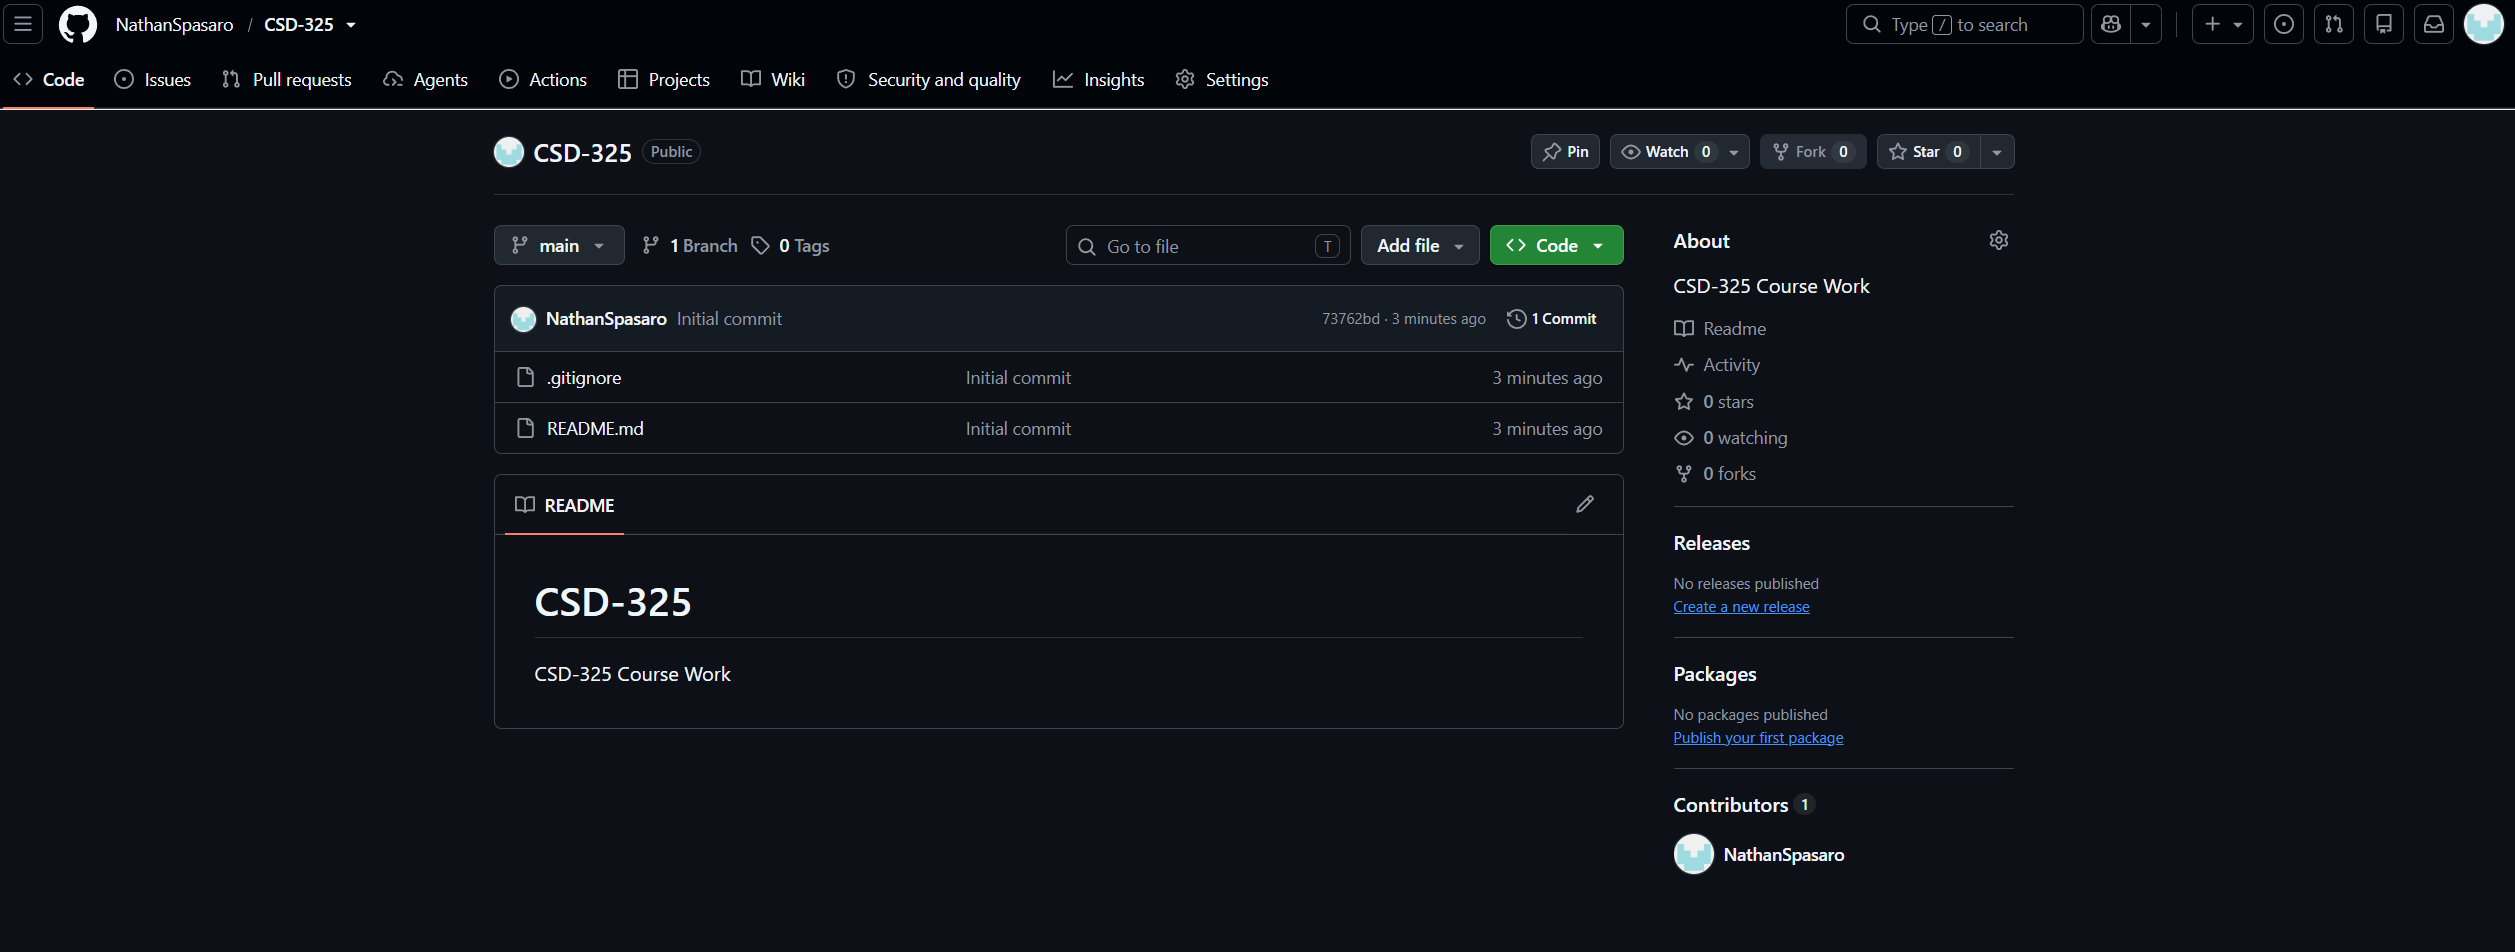 NathanSpasaro / CSD-325
Type / to search
Code Issues Pull requests Agents Actions Projects Wiki Security and quality Insights Settings
CSD-325 Public
Pin Watch 0 Fork 0 Star 0
main 1 Branch 0 Tags
Go to file T Add file Code
NathanSpasaro Initial commit 73762bd · 3 minutes ago 1 Commit
.gitignore Initial commit 3 minutes ago
README.md Initial commit 3 minutes ago
README
CSD-325
CSD-325 Course Work
About
CSD-325 Course Work
Readme
Activity
0 stars
0 watching
0 forks
Releases
No releases published
Create a new release
Packages
No packages published
Publish your first package
Contributors 1
NathanSpasaro